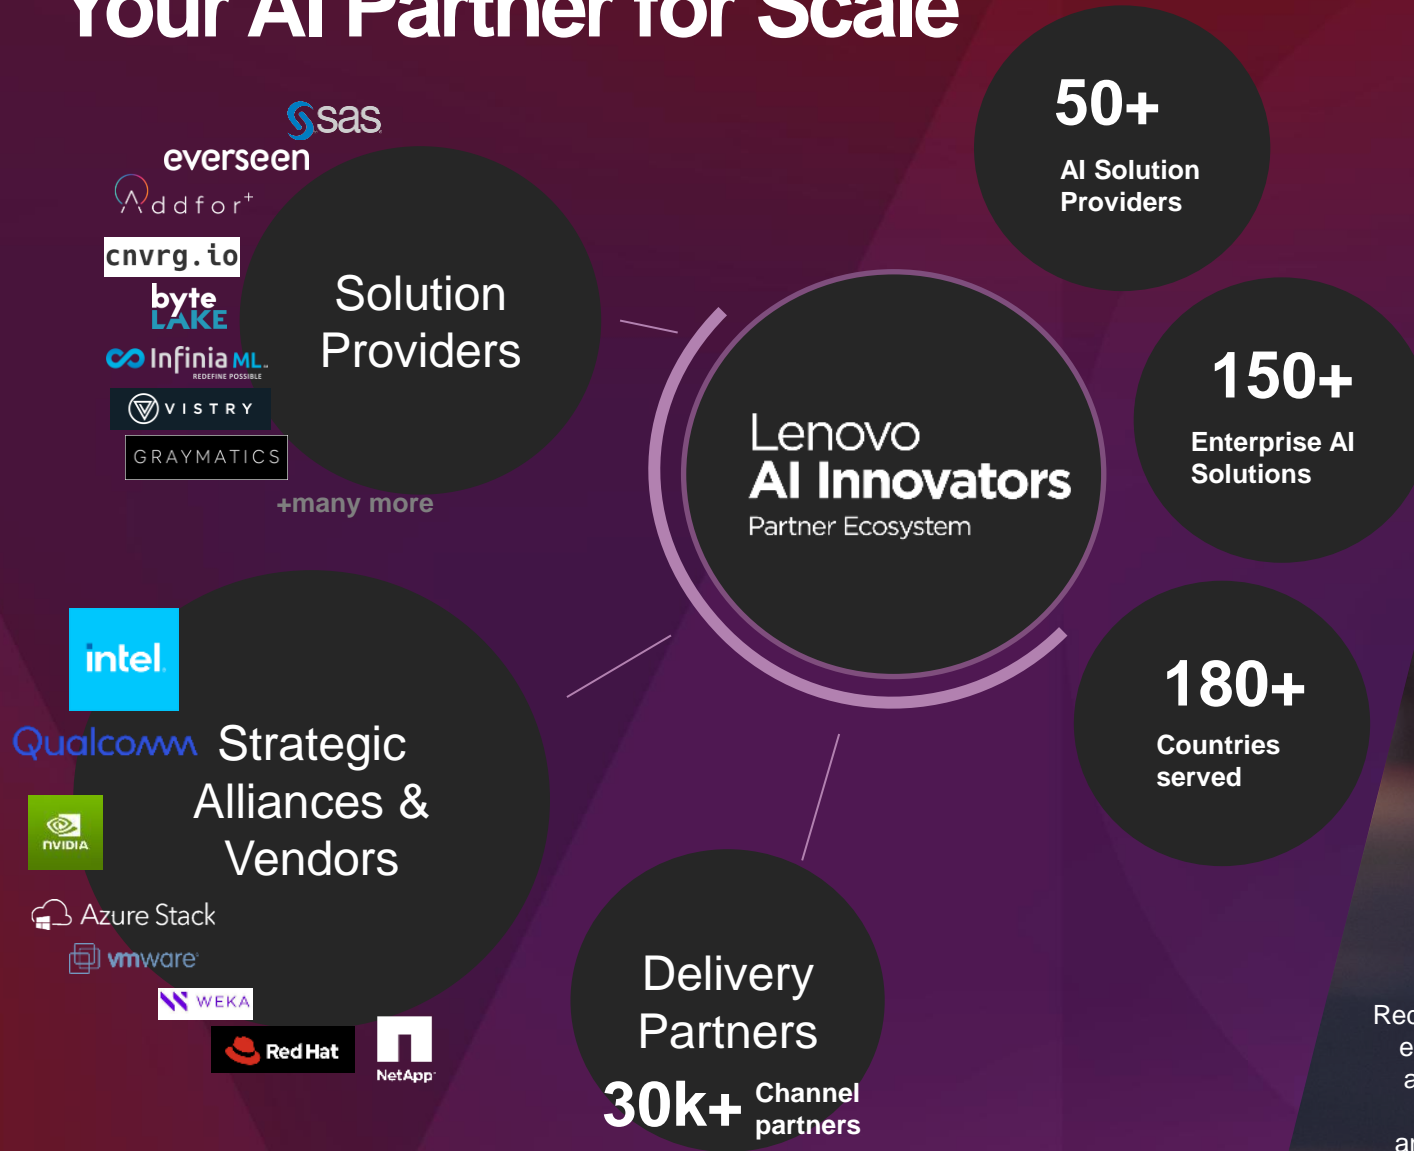 Your AI Partner for Scale
sas
everseen
Addfor+
cnvrg.io
byte
LAKE
Infinia ML
REDEFINE POSSIBLE
VISTRY
GRAYMATICS
+many more
Solution
Providers
Lenovo
AI Innovators
Partner Ecosystem
50+
AI Solution
Providers
150+
Enterprise AI
Solutions
180+
Countries
served
intel
Qualcomm
NVIDIA
Azure Stack
vmware
WEKA
Red Hat
NetApp
Strategic
Alliances &
Vendors
Delivery
Partners
30k+ Channel
partners